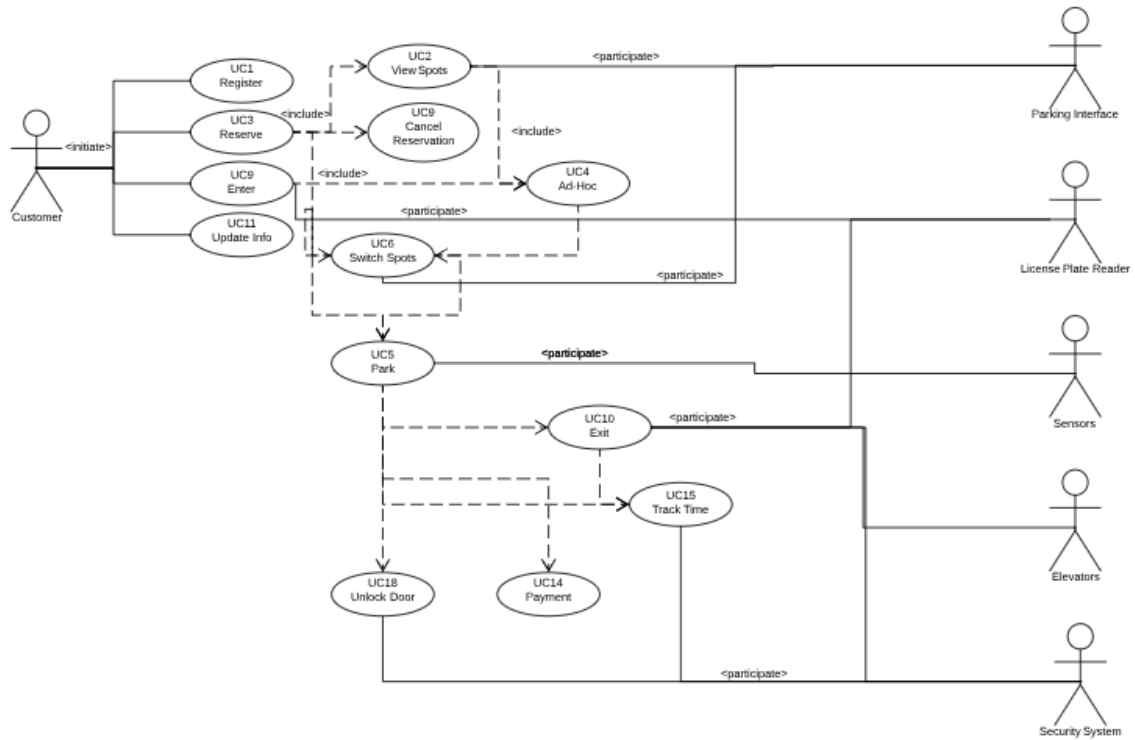 UC2
View Spots
<participate>
UC1
Register
<include>
UC9
Cancel
Reservation
UC3
Reserve
<include>
Parking Interface
<initiate>
UC4
Ad-Hoc
<include>
UC9
Enter
Customer
<participate>
UC11
Update Info
UC6
Switch Spots
<participate>
License Plate Reader
UC5
Park
<participate>
UC10
Exit
<participate>
Sensors
UC15
Track Time
UC18
Unlock Door
UC14
Payment
Elevators
<participate>
Security System